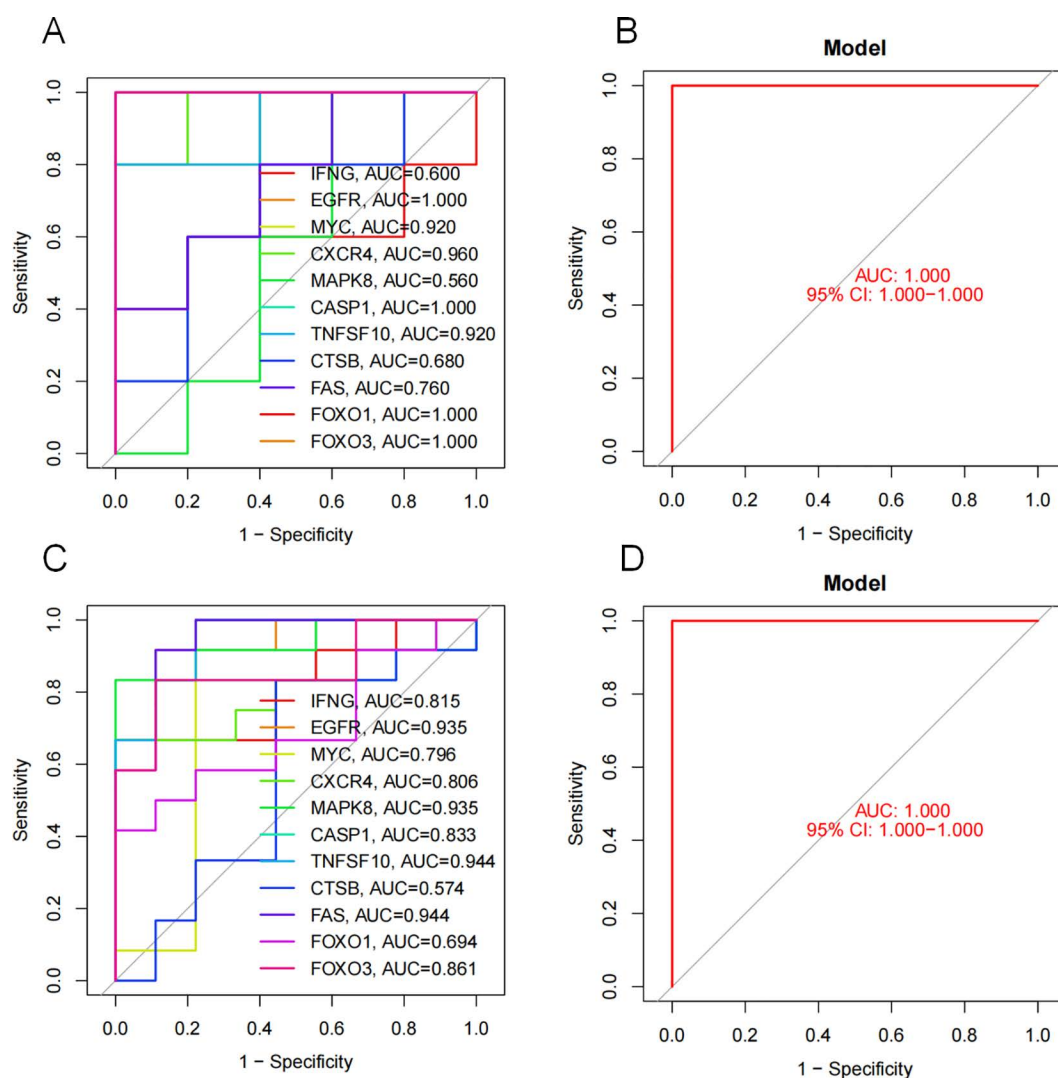 A
1.0
0.8
0.6
0.4
0.2
0.0
Sensitivity
IFNG, AUC=0.600
EGFR, AUC=1.000
MYC, AUC=0.920
CXCR4, AUC=0.960
MAPK8, AUC=0.560
CASP1, AUC=1.000
TNFSF10, AUC=0.920
CTSB, AUC=0.680
FAS, AUC=0.760
FOXO1, AUC=1.000
FOXO3, AUC=1.000
0.0 0.2 0.4 0.6 0.8 1.0
1 − Specificity
B
Model
1.0
0.8
0.6
0.4
0.2
0.0
Sensitivity
AUC: 1.000
95% CI: 1.000−1.000
0.0 0.2 0.4 0.6 0.8 1.0
1 − Specificity
C
1.0
0.8
0.6
0.4
0.2
0.0
Sensitivity
IFNG, AUC=0.815
EGFR, AUC=0.935
MYC, AUC=0.796
CXCR4, AUC=0.806
MAPK8, AUC=0.935
CASP1, AUC=0.833
TNFSF10, AUC=0.944
CTSB, AUC=0.574
FAS, AUC=0.944
FOXO1, AUC=0.694
FOXO3, AUC=0.861
0.0 0.2 0.4 0.6 0.8 1.0
1 − Specificity
D
Model
1.0
0.8
0.6
0.4
0.2
0.0
Sensitivity
AUC: 1.000
95% CI: 1.000−1.000
0.0 0.2 0.4 0.6 0.8 1.0
1 − Specificity